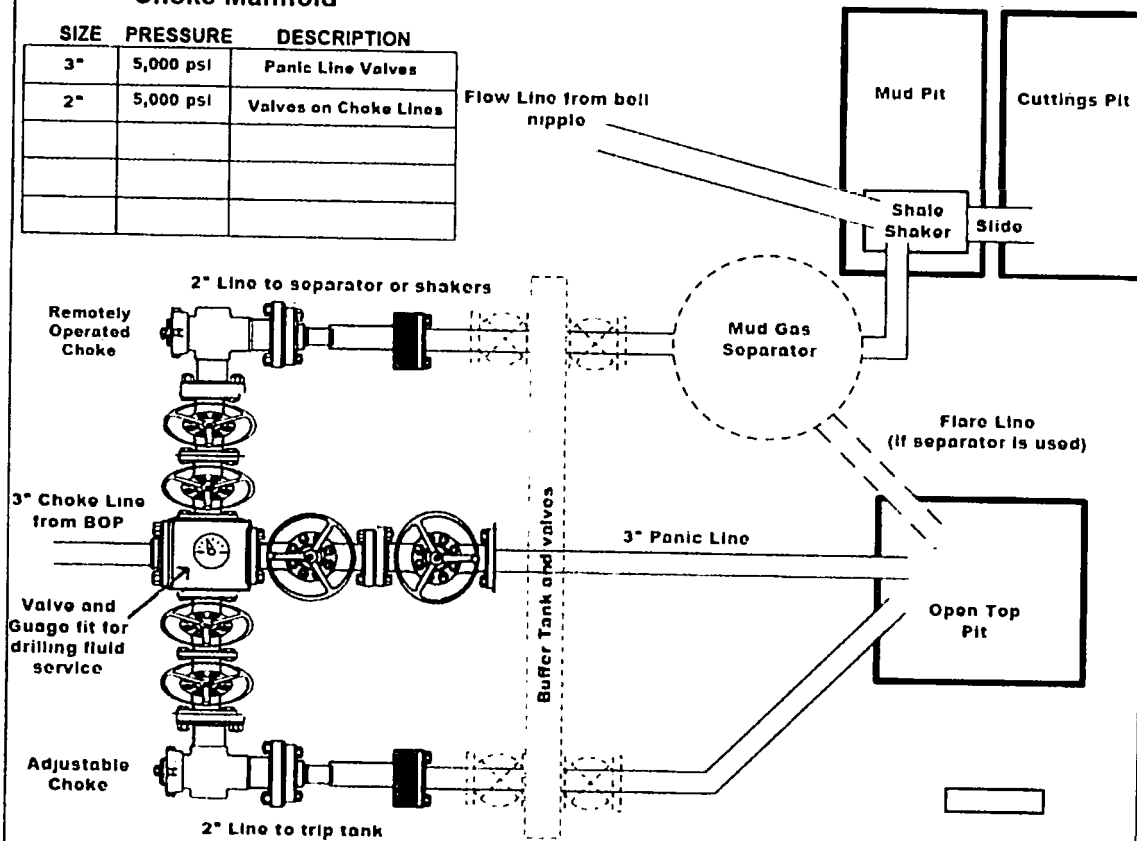 Choke Manifold
SIZE PRESSURE DESCRIPTION
3" 5,000 psi Panic Line Valves
2" 5,000 psi Valves on Choke Lines
Flow Line from bell
nipple
Mud Pit
Cuttings Pit
Shale
Shaker
Slide
2" Line to separator or shakers
Remotely
Operated
Choke
Mud Gas
Separator
Flare Line
(if separator is used)
3" Choke Line
from BOP
3" Panic Line
Buffer Tank and valves
Valve and
Guage fit for
drilling fluid
service
Open Top
Pit
Adjustable
Choke
2" Line to trip tank